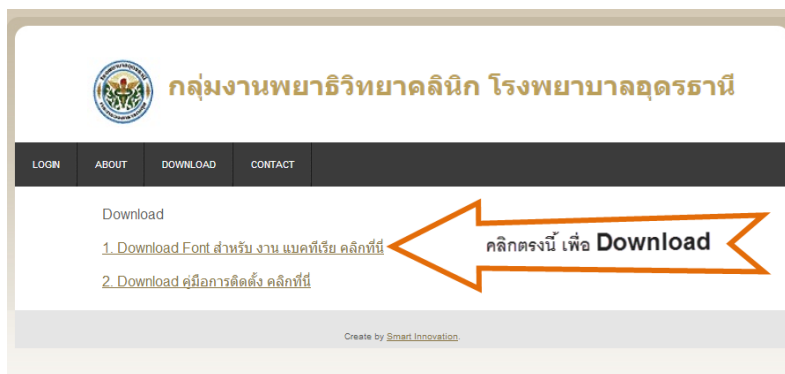 กลุ่มงานพยาธิวิทยาคลินิก โรงพยาบาลอุดรธานี
LOGIN ABOUT DOWNLOAD CONTACT
Download
1. Download Font สำหรับ งาน แบคทีเรีย คลิกที่นี่
คลิกตรงนี้ เพื่อ Download
2. Download คู่มือการติดตั้ง คลิกที่นี่
Create by Smart Innovation.